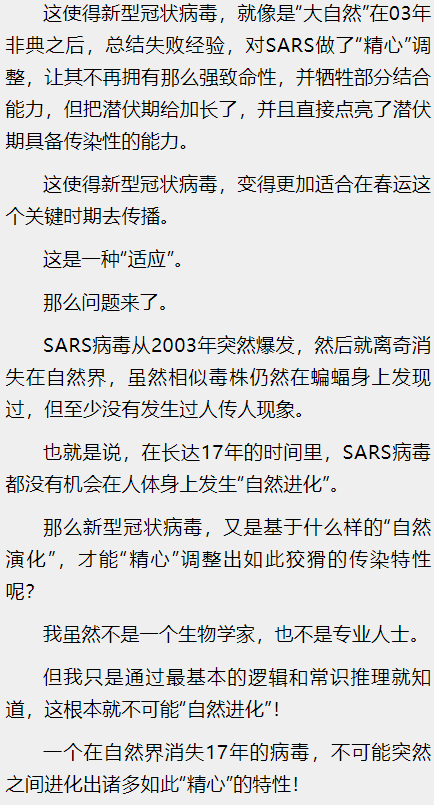 这使得新型冠状病毒，就像是“大自然”在03年
非典之后，总结失败经验，对SARS做了“精心”调
整，让其不再拥有那么强致命性，并牺牲部分结合
能力，但把潜伏期给加长了，并且直接点亮了潜伏
期具备传染性的能力。
这使得新型冠状病毒，变得更加适合在春运这
个关键时期去传播。
这是一种“适应”。
那么问题来了。
SARS病毒从2003年突然爆发，然后就离奇消
失在自然界，虽然相似毒株仍然在蝙蝠身上发现
过，但至少没有发生过人传人现象。
也就是说，在长达17年的时间里，SARS病毒
都没有机会在人体身上发生“自然进化”。
那么新型冠状病毒，又是基于什么样的“自然
演化”，才能“精心”调整出如此狡猾的传染特性
呢？
我虽然不是一个生物学家，也不是专业人士。
但我只是通过最基本的逻辑和常识推理就知
道，这根本就不可能“自然进化”！
一个在自然界消失17年的病毒，不可能突然
之间进化出诸多如此“精心”的特性！